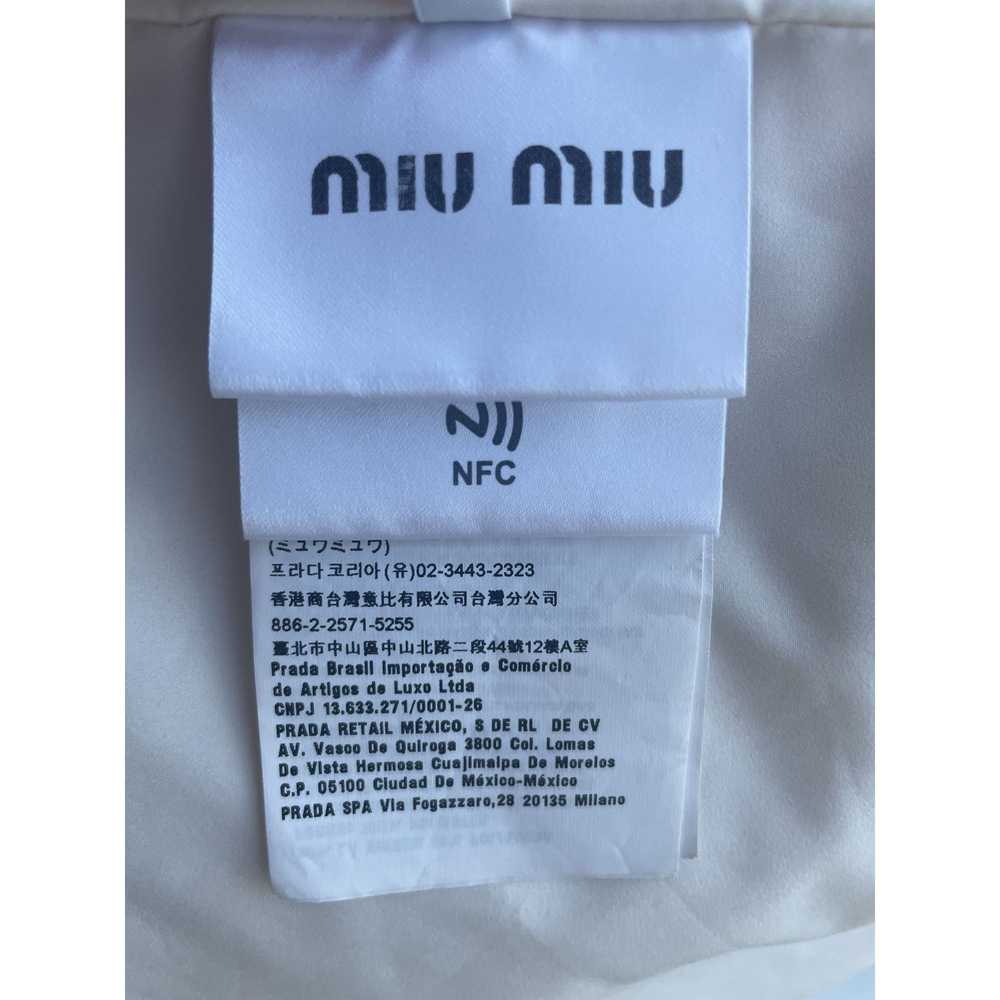 miu miu
NFC
(ミュウミュウ)
프라다 코리아 (유)02-3443-2323
香港商台灣意比有限公司台灣分公司
886-2-2571-5255
臺北市中山區中山北路二段44號12樓A室
Prada Brasil Importação e Comércio
de Artigos de Luxo Ltda
CNPJ 13.633.271/0001-26
PRADA RETAIL MÉXICO, S DE RL DE CV
AV. Vasco De Quiroga 3800 Col. Lomas
De Vista Hermosa Cuajimalpa De Morelos
C.P. 05100 Ciudad De México-México
PRADA SPA Via Fogazzaro,28 20135 Milano